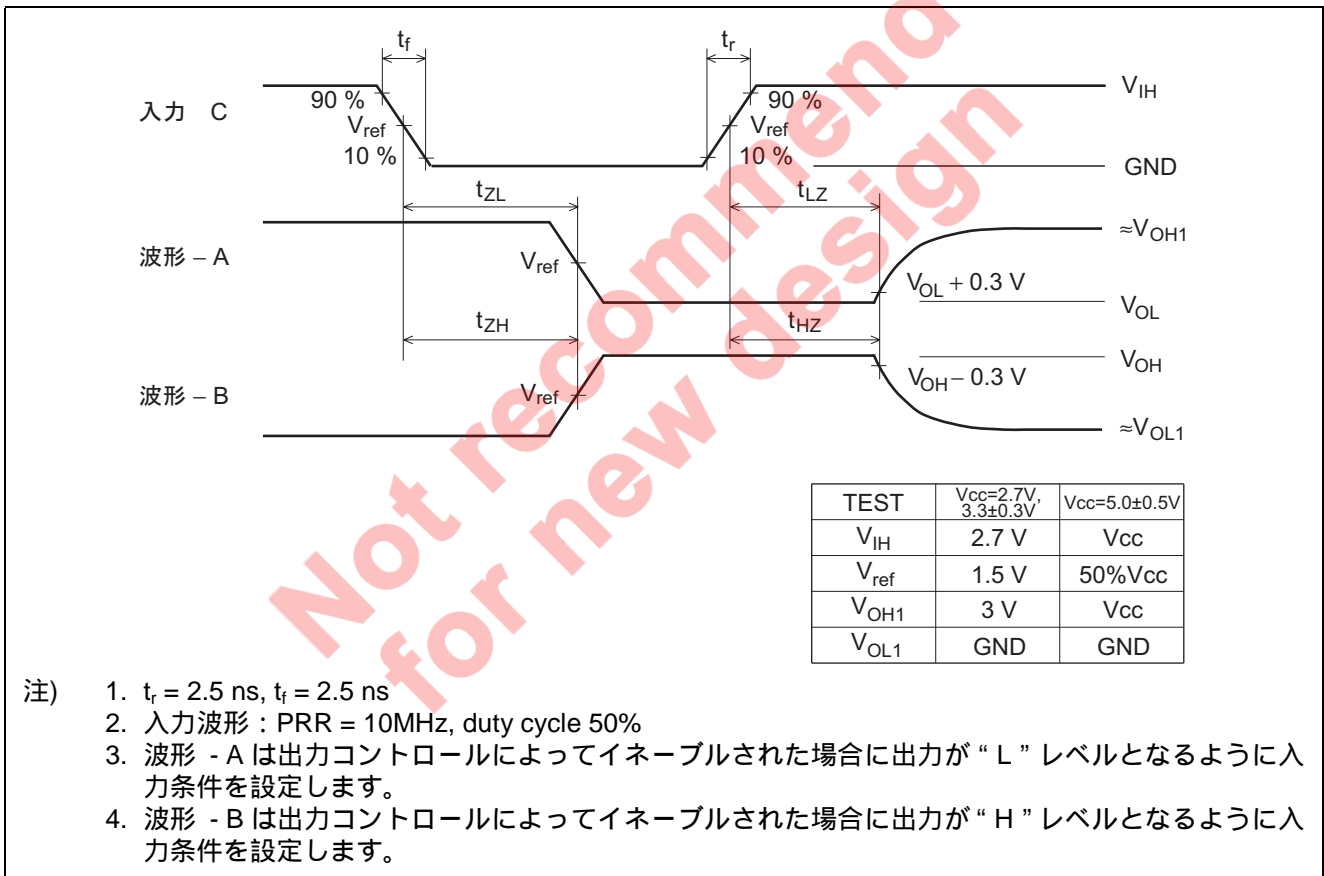 tf
tr
入力 C
90 %
Vref
10 %
90 %
Vref
10 %
VIH
GND
tZL
tLZ
波形 – A
Vref
VOL + 0.3 V
≈VOH1
VOL
tZH
tHZ
波形 – B
Vref
VOH – 0.3 V
VOH
≈VOL1
TEST Vcc=2.7V, 3.3±0.3V Vcc=5.0±0.5V
VIH 2.7 V Vcc
Vref 1.5 V 50%Vcc
VOH1 3 V Vcc
VOL1 GND GND
注) 1. tr = 2.5 ns, tf = 2.5 ns
2. 入力波形：PRR = 10MHz, duty cycle 50%
3. 波形 - A は出力コントロールによってイネーブルされた場合に出力が “ L ” レベルとなるように入
力条件を設定します。
4. 波形 - B は出力コントロールによってイネーブルされた場合に出力が “ H ” レベルとなるように入
力条件を設定します。
Not recommend
for new design